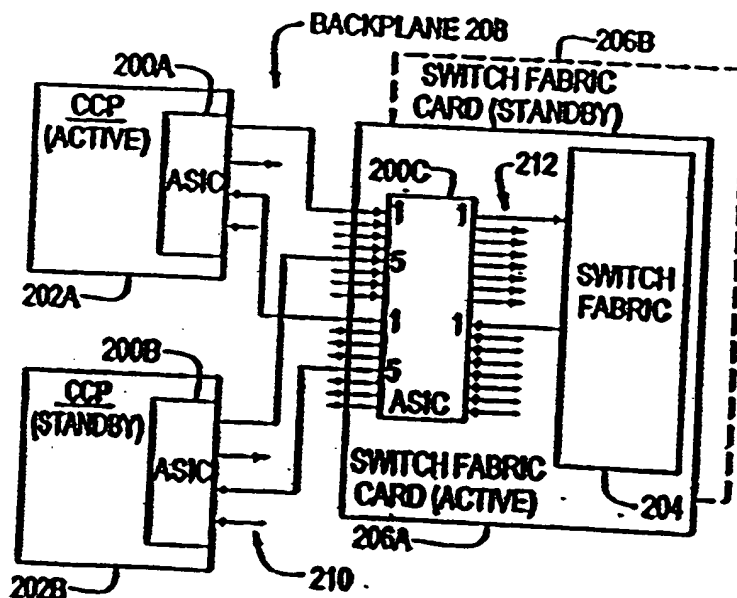 BACKPLANE 208
206B
200A
SWITCH FABRIC
CARD (STANDBY)
CCP
(ACTIVE)
ASIC
200C
212
1
1
5
SWITCH
FABRIC
1
1
5
ASIC
202A
200B
CCP
(STANDBY)
ASIC
SWITCH FABRIC
CARD (ACTIVE)
204
206A
210
202B